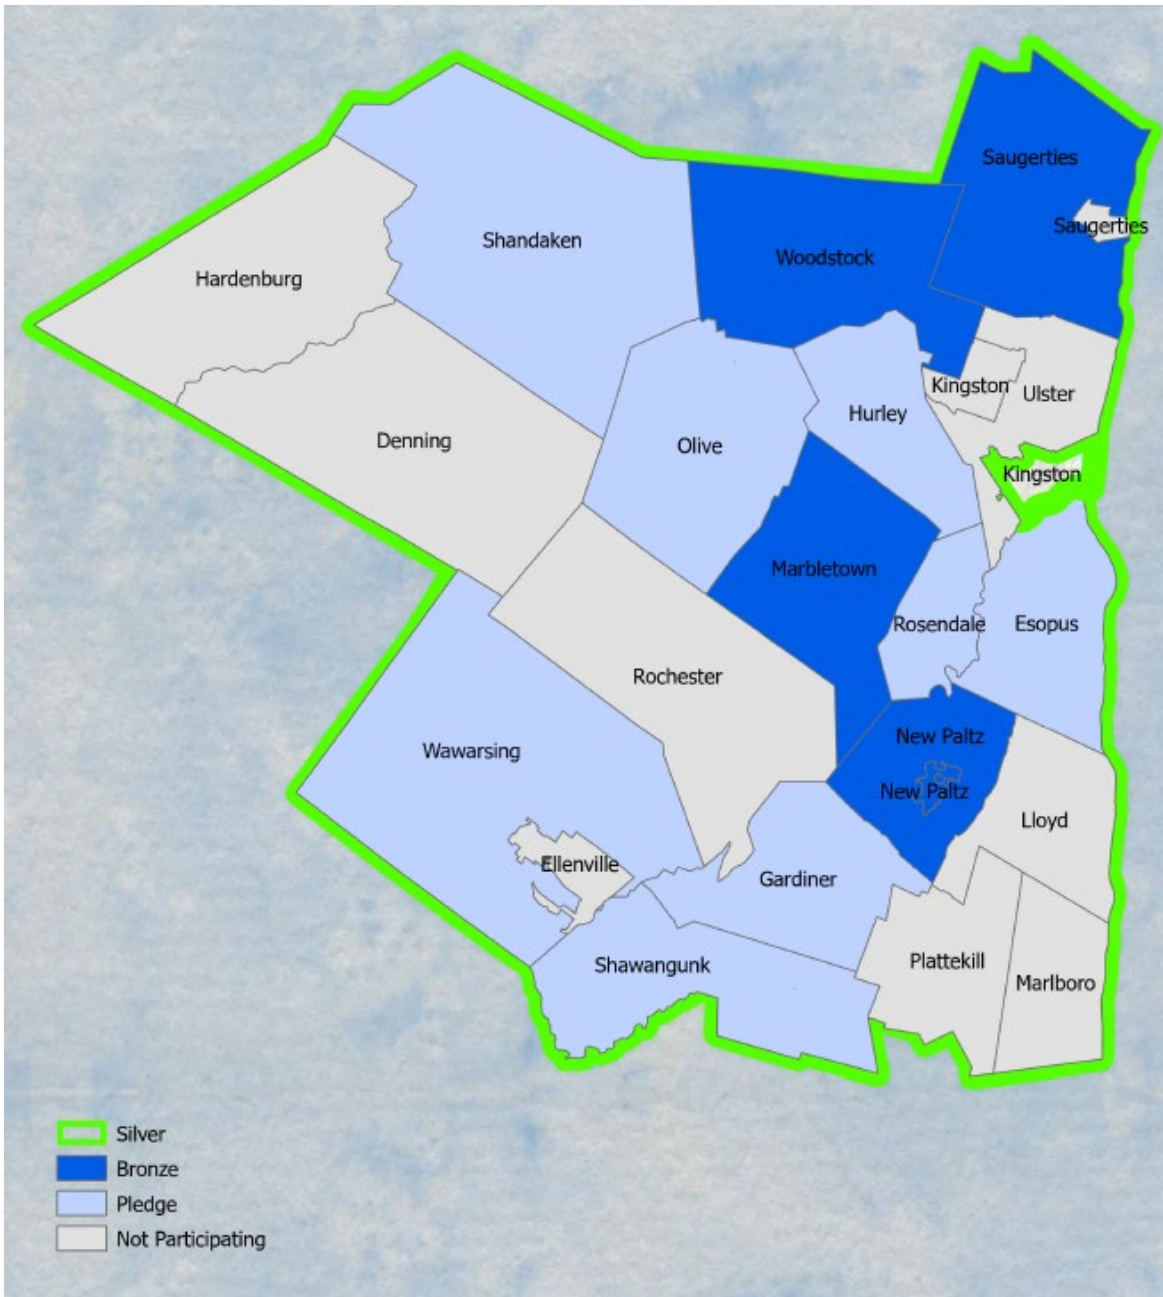 Saugerties
Saugerties
Shandaken
Woodstock
Hardenburg
Kingston
Ulster
Hurley
Denning
Olive
Kingston
Marbletown
Rosendale
Esopus
Rochester
New Paltz
Wawarsing
New Paltz
Lloyd
Ellenville
Gardiner
Plattekill
Shawangunk
Marlboro
Silver
Bronze
Pledge
Not Participating